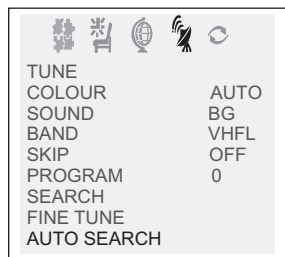 TUNE
COLOUR AUTO
SOUND BG
BAND VHFL
SKIP OFF
PROGRAM 0
SEARCH
FINE TUNE
AUTO SEARCH